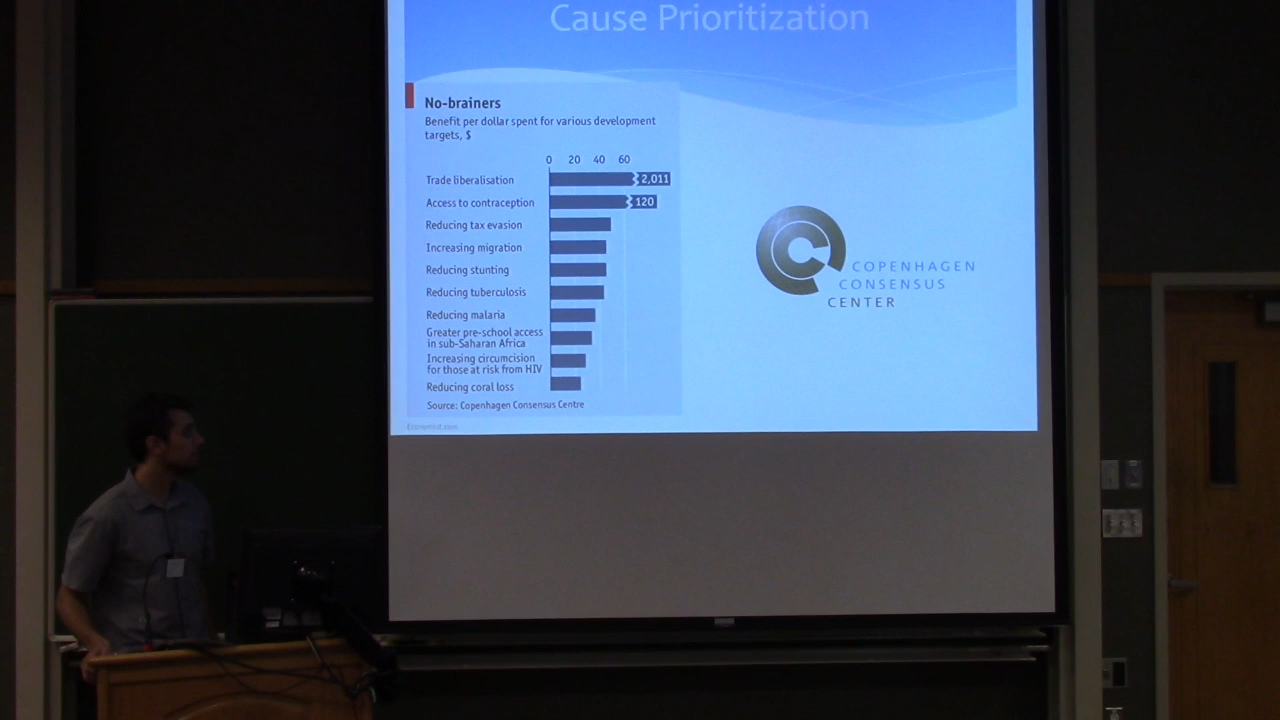 Cause Prioritization
No-brainers
Benefit per dollar spent for various development
targets, $
0 20 40 60
Trade liberalisation 2,011
Access to contraception 120
Reducing tax evasion
Increasing migration
Reducing stunting
Reducing tuberculosis
Reducing malaria
Greater pre-school access
in sub-Saharan Africa
Increasing circumcision
for those at risk from HIV
Reducing coral loss
Source: Copenhagen Consensus Centre
Economist.com
COPENHAGEN
CONSENSUS
CENTER